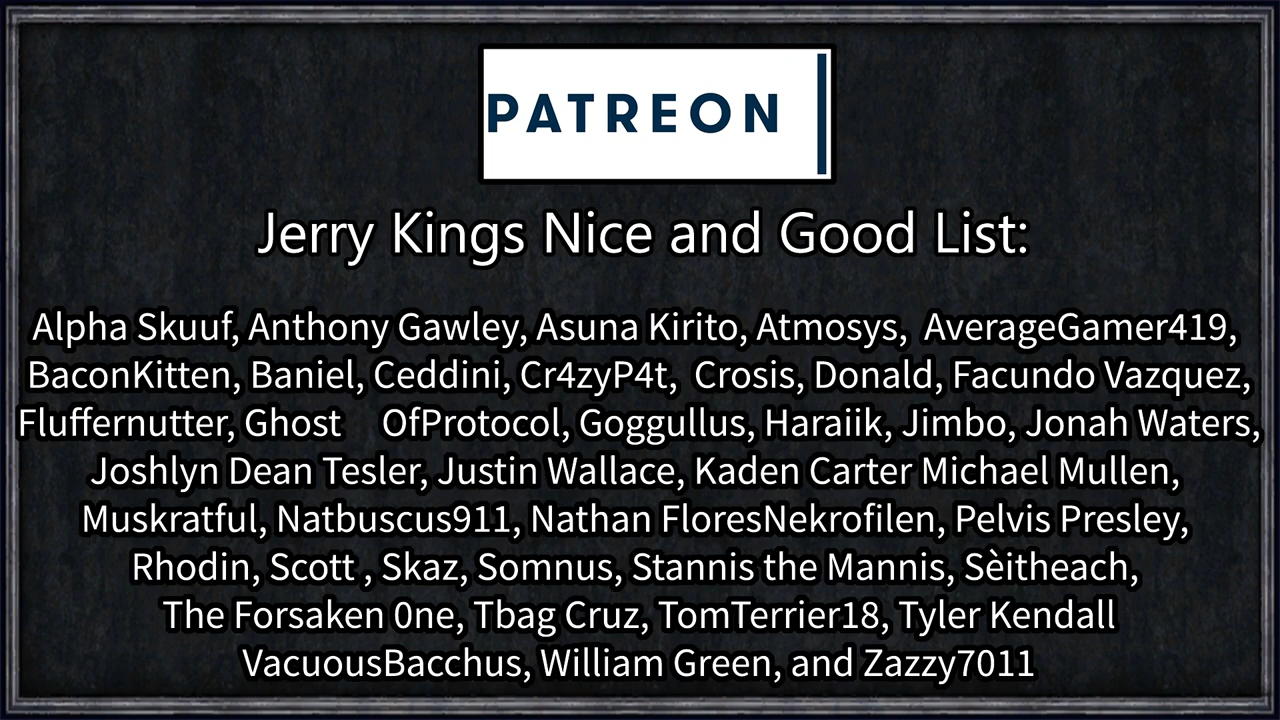 PATREON
Jerry Kings Nice and Good List:
Alpha Skuuf, Anthony Gawley, Asuna Kirito, Atmosys,  AverageGamer419,
BaconKitten, Baniel, Ceddini, Cr4zyP4t,  Crosis, Donald, Facundo Vazquez,
Fluffernutter, Ghost    OfProtocol, Goggullus, Haraiik, Jimbo, Jonah Waters,
Joshlyn Dean Tesler, Justin Wallace, Kaden Carter Michael Mullen,
Muskratful, Natbuscus911, Nathan FloresNekrofilen, Pelvis Presley,
Rhodin, Scott , Skaz, Somnus, Stannis the Mannis, Sèitheach,
The Forsaken 0ne, Tbag Cruz, TomTerrier18, Tyler Kendall
VacuousBacchus, William Green, and Zazzy7011